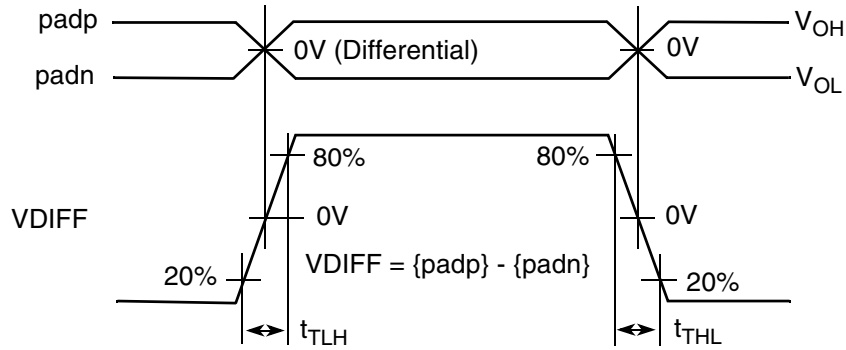 padp
V_OH
0V (Differential)
0V
padn
V_OL
80%
80%
VDIFF
0V
0V
VDIFF = {padp} - {padn}
20%
20%
t_TLH
t_THL